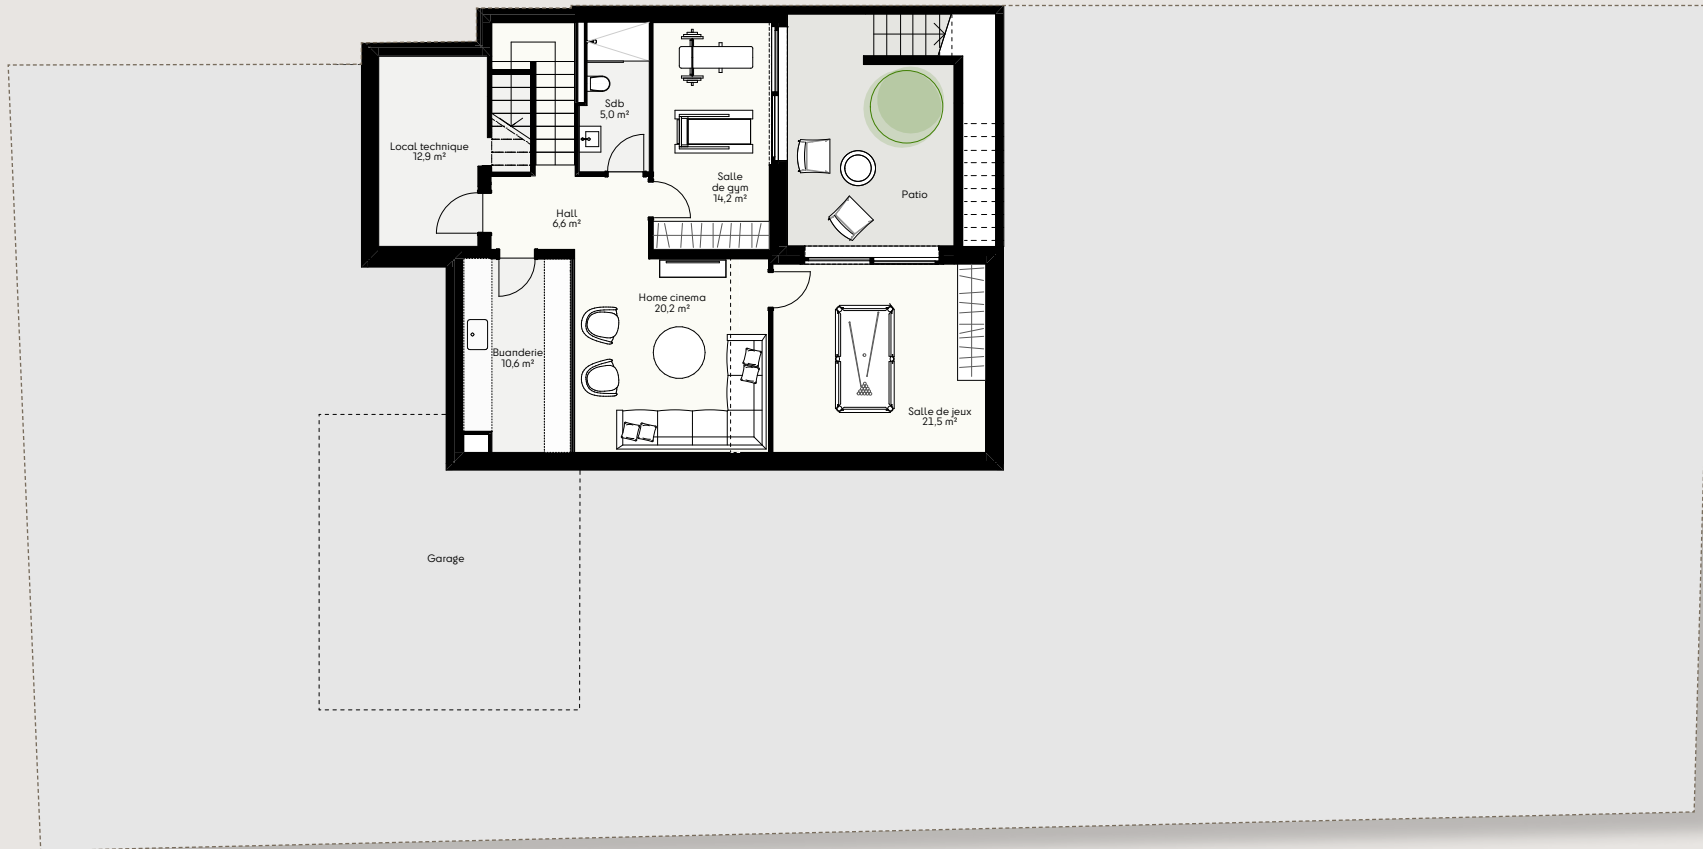 Local technique
12,9 m²
Sdb
5,0 m²
Salle
de gym
14,2 m²
Patio
Hall
6,6 m²
Home cinema
20,2 m²
Buanderie
10,6 m²
Salle de jeux
21,5 m²
Garage